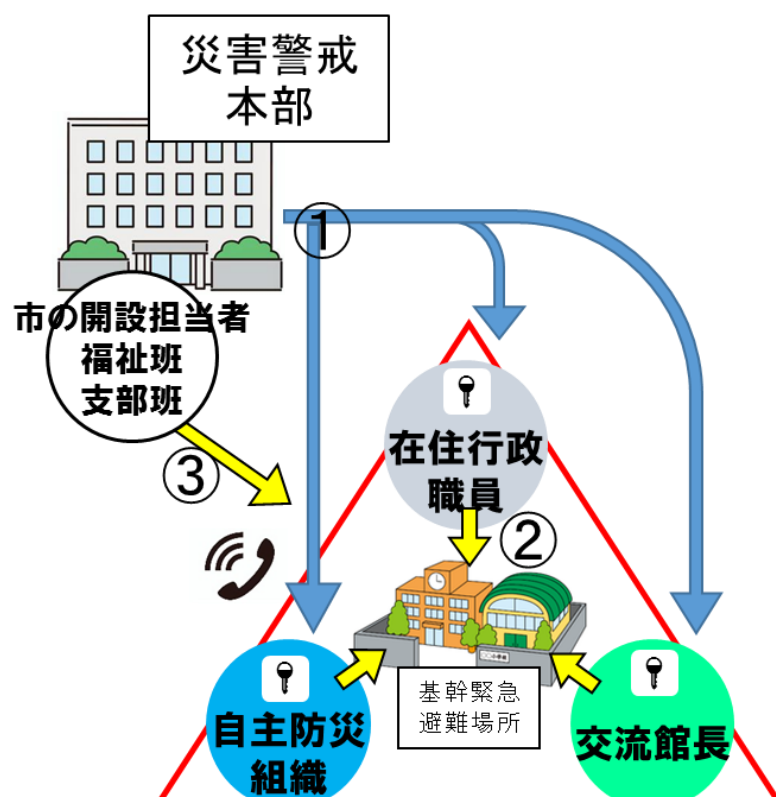 災害警戒
本部
①
市の開設担当者
福祉班
支部班
③
在住行政
職員
②
自主防災
組織
基幹緊急
避難場所
交流館長